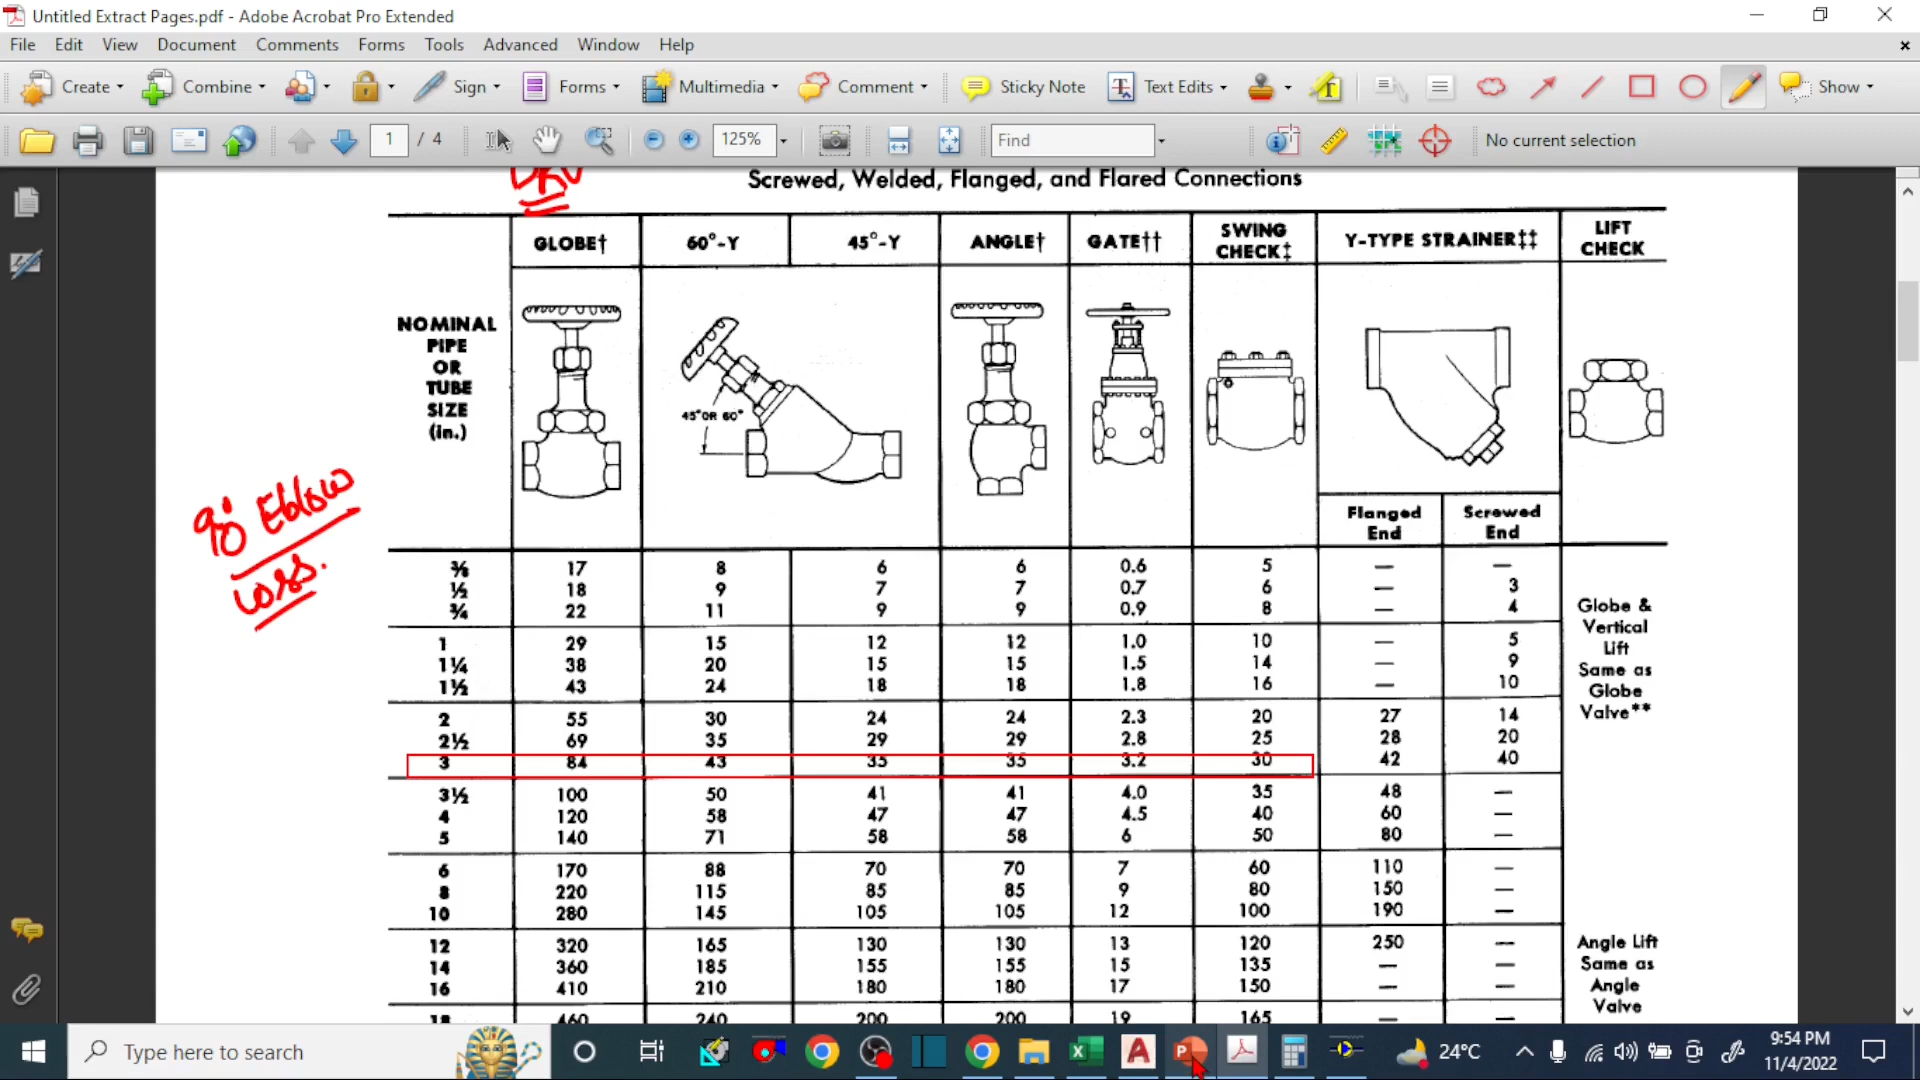 Untitled Extract Pages.pdf - Adobe Acrobat Pro Extended
File Edit View Document Comments Forms Tools Advanced Window Help
Create Combine Sign Forms Multimedia Comment Sticky Note Text Edits Show
1 / 4 125% Find No current selection
Screwed, Welded, Flanged, and Flared Connections
NOMINAL PIPE OR TUBE SIZE (in.) GLOBE† 60°-Y 45°-Y ANGLE† GATE†† SWING CHECK‡ Y-TYPE STRAINER‡‡ LIFT CHECK
45° OR 60°
Flanged End Screwed End
90° Eblow
Loss.
⅜ 17 8 6 6 0.6 5 — —
½ 18 9 7 7 0.7 6 — 3
¾ 22 11 9 9 0.9 8 — 4
1 29 15 12 12 1.0 10 — 5
1¼ 38 20 15 15 1.5 14 — 9
1½ 43 24 18 18 1.8 16 — 10
2 55 30 24 24 2.3 20 27 14
2½ 69 35 29 29 2.8 25 28 20
3 84 43 35 35 3.2 30 42 40
3½ 100 50 41 41 4.0 35 48 —
4 120 58 47 47 4.5 40 60 —
5 140 71 58 58 6 50 80 —
6 170 88 70 70 7 60 110 —
8 220 115 85 85 9 80 150 —
10 280 145 105 105 12 100 190 —
12 320 165 130 130 13 120 250 —
14 360 185 155 155 15 135 — —
16 410 210 180 180 17 150 — —
18 460 240 200 200 19 165 — —
Globe & Vertical Lift Same as Globe Valve**
Angle Lift Same as Angle Valve
Type here to search 24°C 9:54 PM
11/4/2022